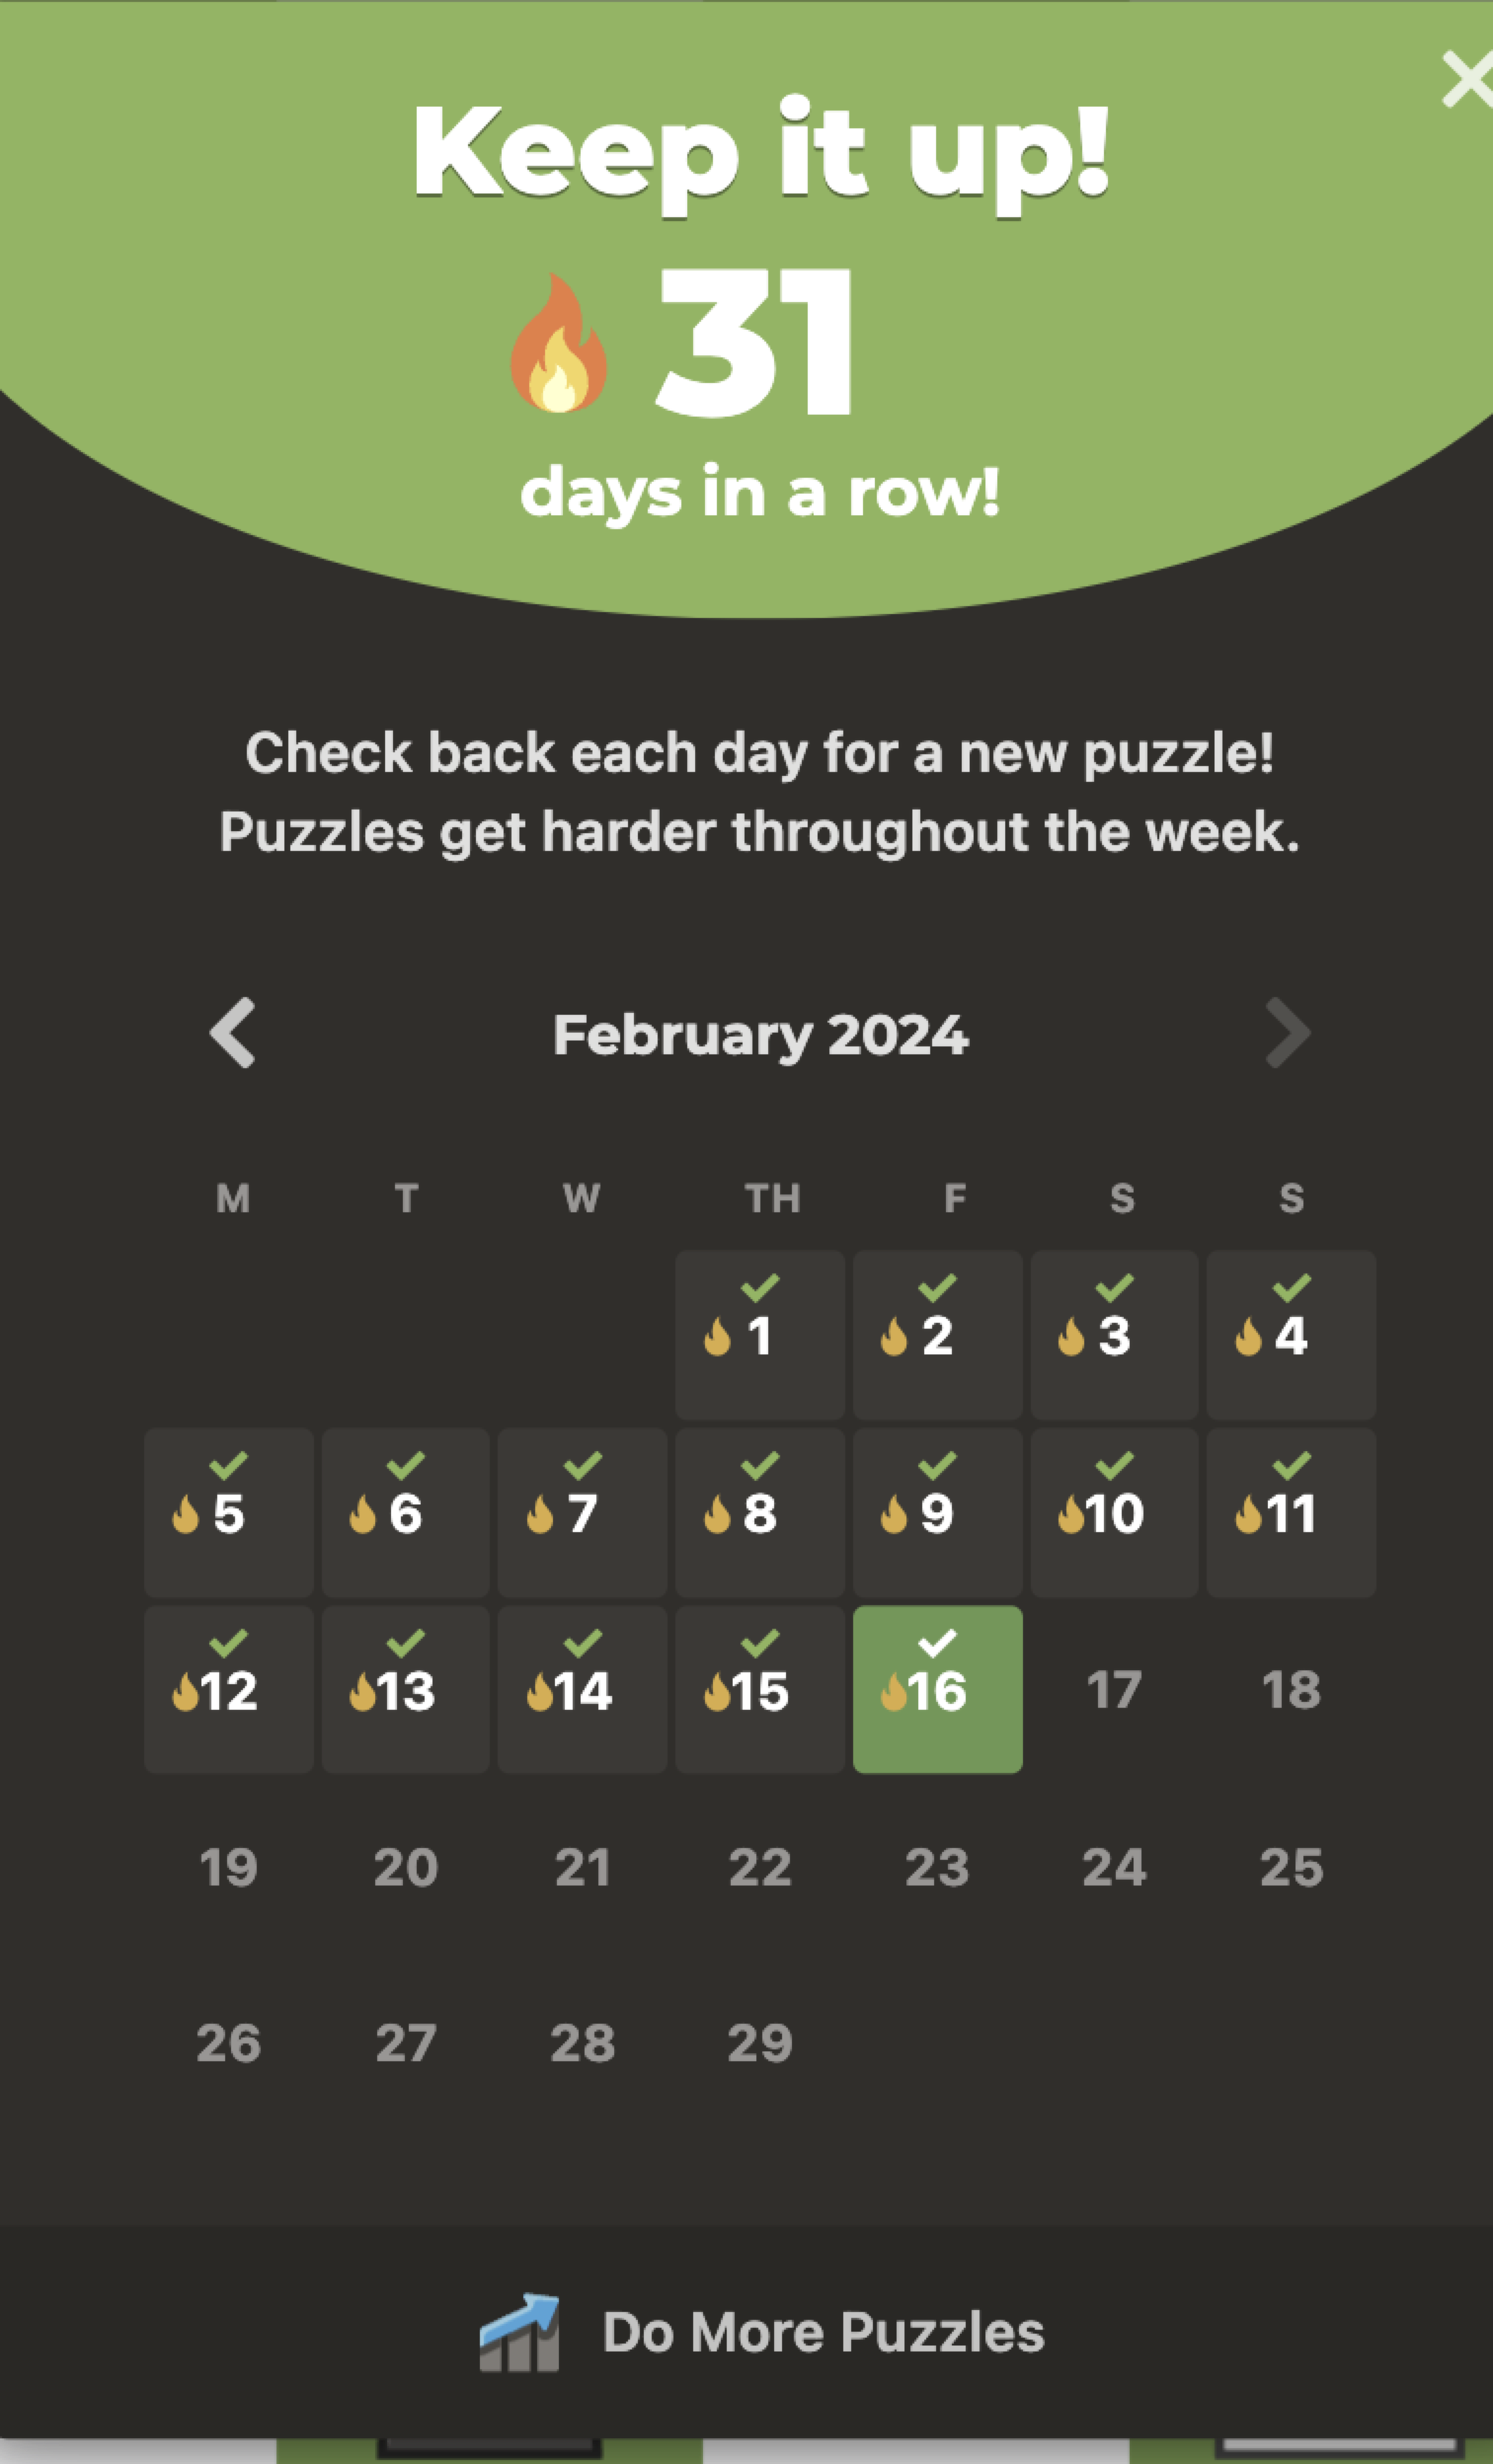 Keep it up!
31
days in a row!
Check back each day for a new puzzle!
Puzzles get harder throughout the week.
February 2024
M T W TH F S S
1 2 3 4
5 6 7 8 9 10 11
12 13 14 15 16 17 18
19 20 21 22 23 24 25
26 27 28 29
Do More Puzzles